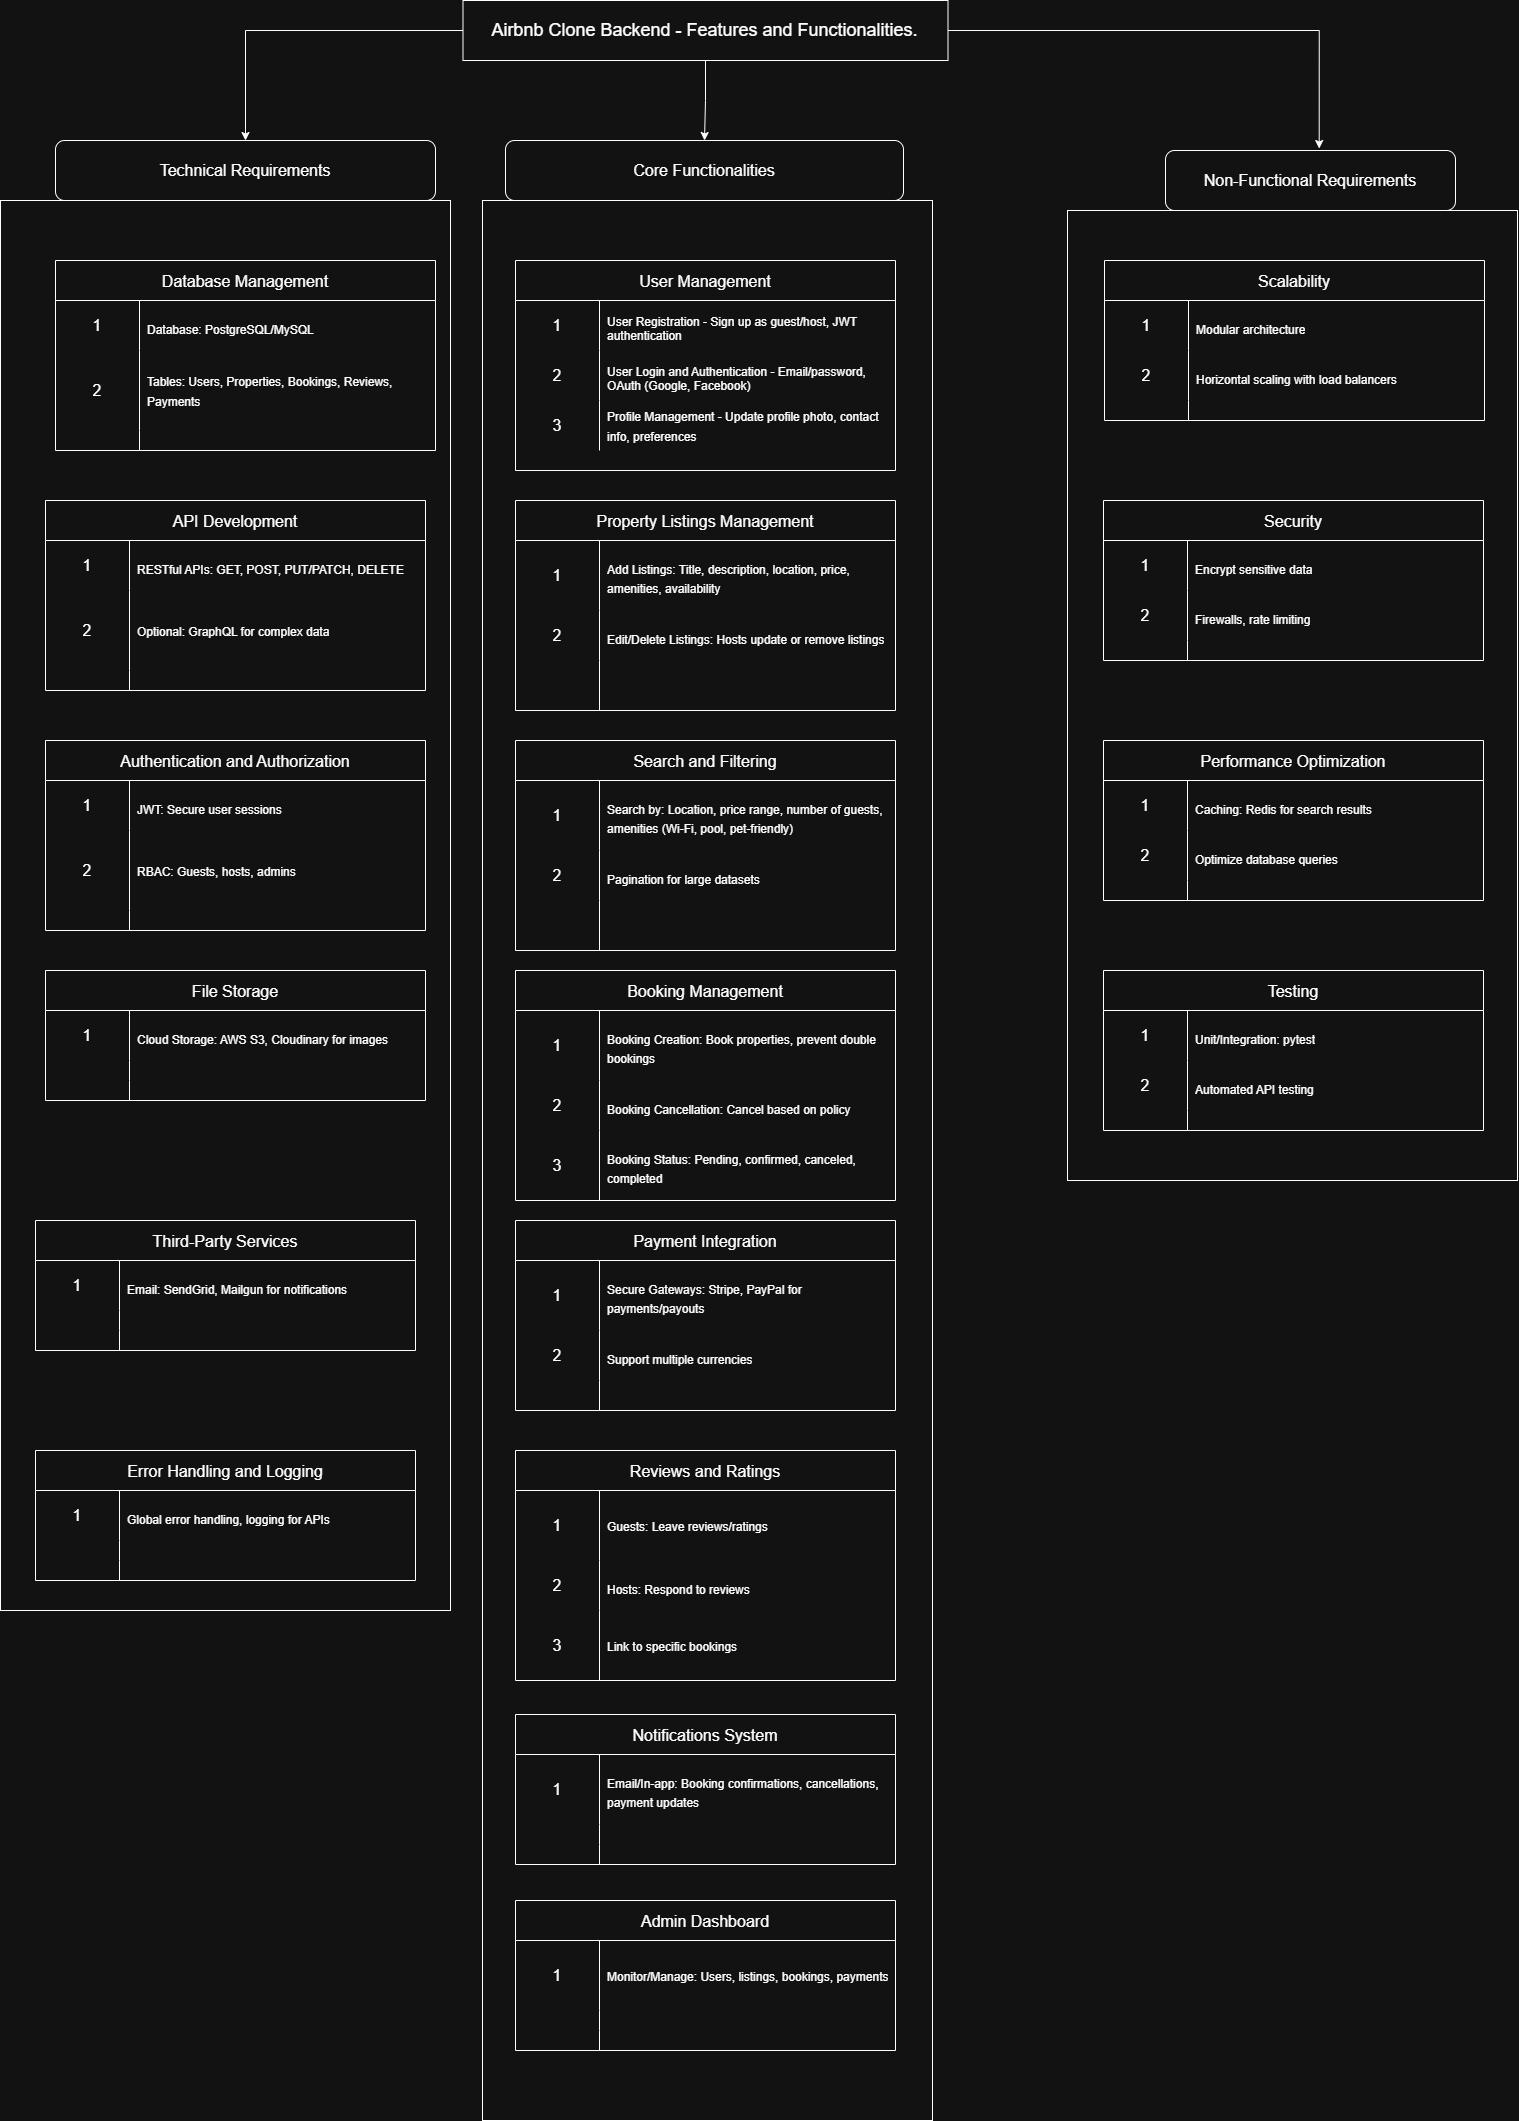 Airbnb Clone Backend - Features and Functionalities.
Technical Requirements
Database Management
1
Database: PostgreSQL/MySQL
2
Tables: Users, Properties, Bookings, Reviews,
Payments
API Development
1
RESTful APIs: GET, POST, PUT/PATCH, DELETE
2
Optional: GraphQL for complex data
Authentication and Authorization
1
JWT: Secure user sessions
2
RBAC: Guests, hosts, admins
File Storage
1
Cloud Storage: AWS S3, Cloudinary for images
Third-Party Services
1
Email: SendGrid, Mailgun for notifications
Error Handling and Logging
1
Global error handling, logging for APIs
Core Functionalities
User Management
1
User Registration - Sign up as guest/host, JWT
authentication
2
User Login and Authentication - Email/password,
OAuth (Google, Facebook)
3
Profile Management - Update profile photo, contact
info, preferences
Property Listings Management
1
Add Listings: Title, description, location, price,
amenities, availability
2
Edit/Delete Listings: Hosts update or remove listings
Search and Filtering
1
Search by: Location, price range, number of guests,
amenities (Wi-Fi, pool, pet-friendly)
2
Pagination for large datasets
Booking Management
1
Booking Creation: Book properties, prevent double
bookings
2
Booking Cancellation: Cancel based on policy
3
Booking Status: Pending, confirmed, canceled,
completed
Payment Integration
1
Secure Gateways: Stripe, PayPal for
payments/payouts
2
Support multiple currencies
Reviews and Ratings
1
Guests: Leave reviews/ratings
2
Hosts: Respond to reviews
3
Link to specific bookings
Notifications System
1
Email/In-app: Booking confirmations, cancellations,
payment updates
Admin Dashboard
1
Monitor/Manage: Users, listings, bookings, payments
Non-Functional Requirements
Scalability
1
Modular architecture
2
Horizontal scaling with load balancers
Security
1
Encrypt sensitive data
2
Firewalls, rate limiting
Performance Optimization
1
Caching: Redis for search results
2
Optimize database queries
Testing
1
Unit/Integration: pytest
2
Automated API testing